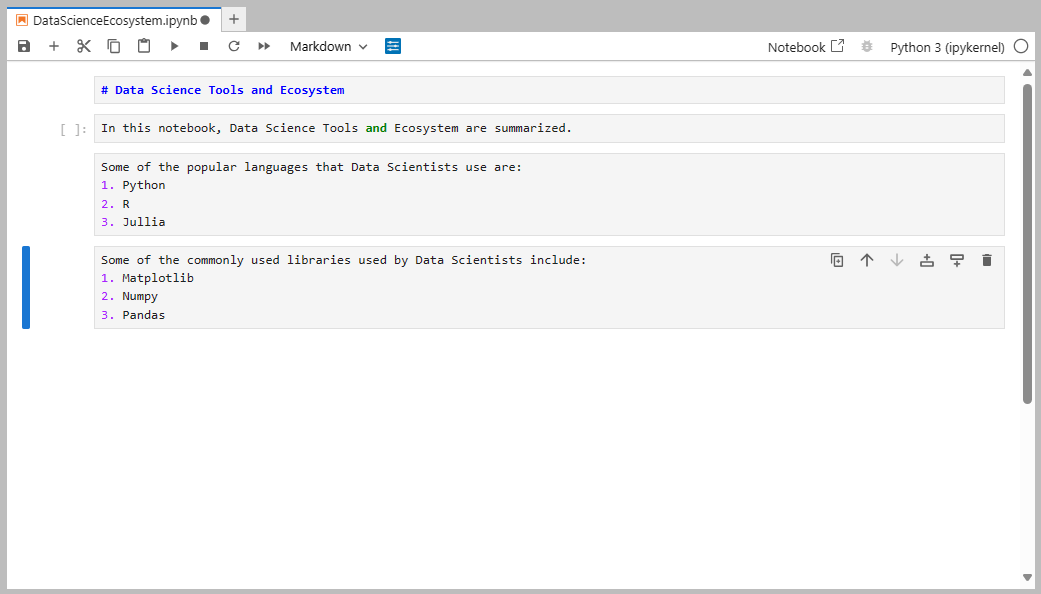 DataScienceEcosystem.ipynb
Markdown
Notebook
Python 3 (ipykernel)
# Data Science Tools and Ecosystem
[ ]: In this notebook, Data Science Tools and Ecosystem are summarized.
Some of the popular languages that Data Scientists use are:
1. Python
2. R
3. Jullia
Some of the commonly used libraries used by Data Scientists include:
1. Matplotlib
2. Numpy
3. Pandas